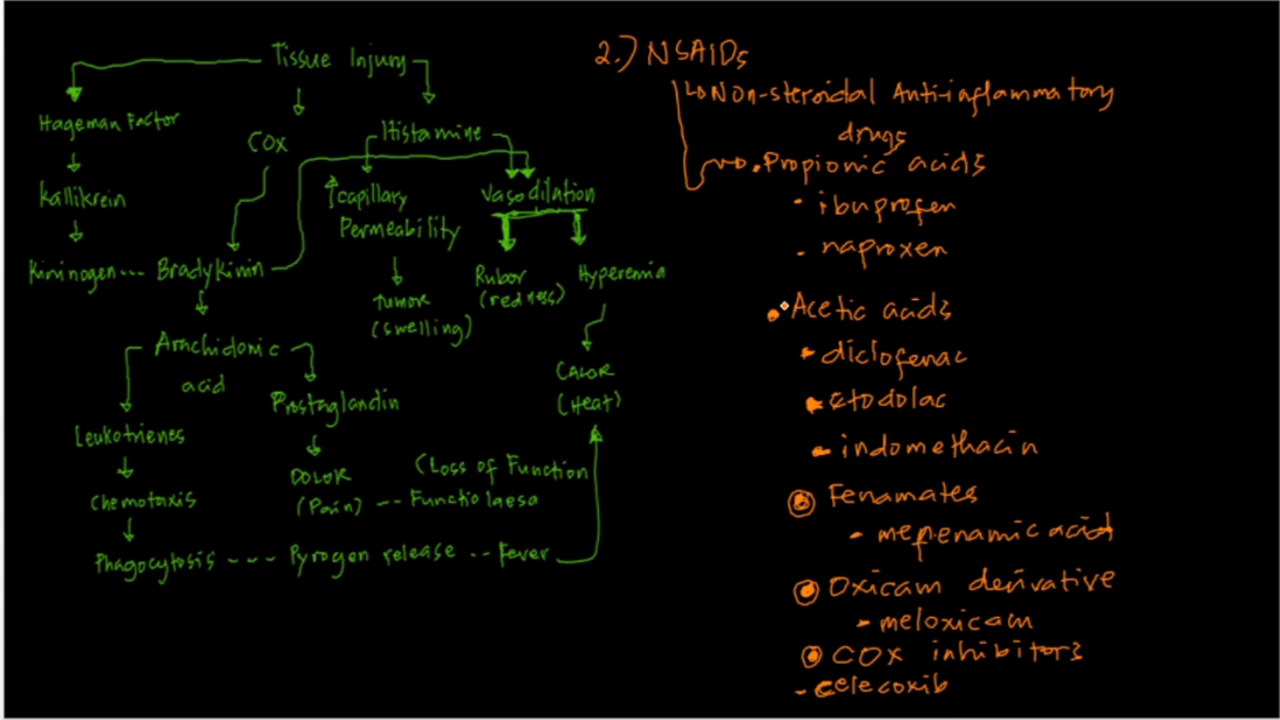 Tissue Injury
Hageman Factor
COX
Histamine
Kallikrein
↑capillary
Permeability
Vasodilation
Kininogen --- Bradykinin
Tumor
(swelling)
Rubor
(redness)
Hyperemia
Arachidonic
acid
CALOR
(Heat)
Prostaglandin
Leukotrienes
DOLOR
(Pain) -- Functio laesa
(Loss of Function
Chemotaxis
Phagocytosis --- Pyrogen release -- Fever
2.) NSAIDs
Non-steroidal Anti-inflammatory
drugs
Propionic acids
- ibuprofen
- naproxen
Acetic acids
- diclofenac
- etodolac
- indomethacin
Fenamates
- mefenamic acid
Oxicam derivative
- meloxicam
COX inhibitors
- celecoxib